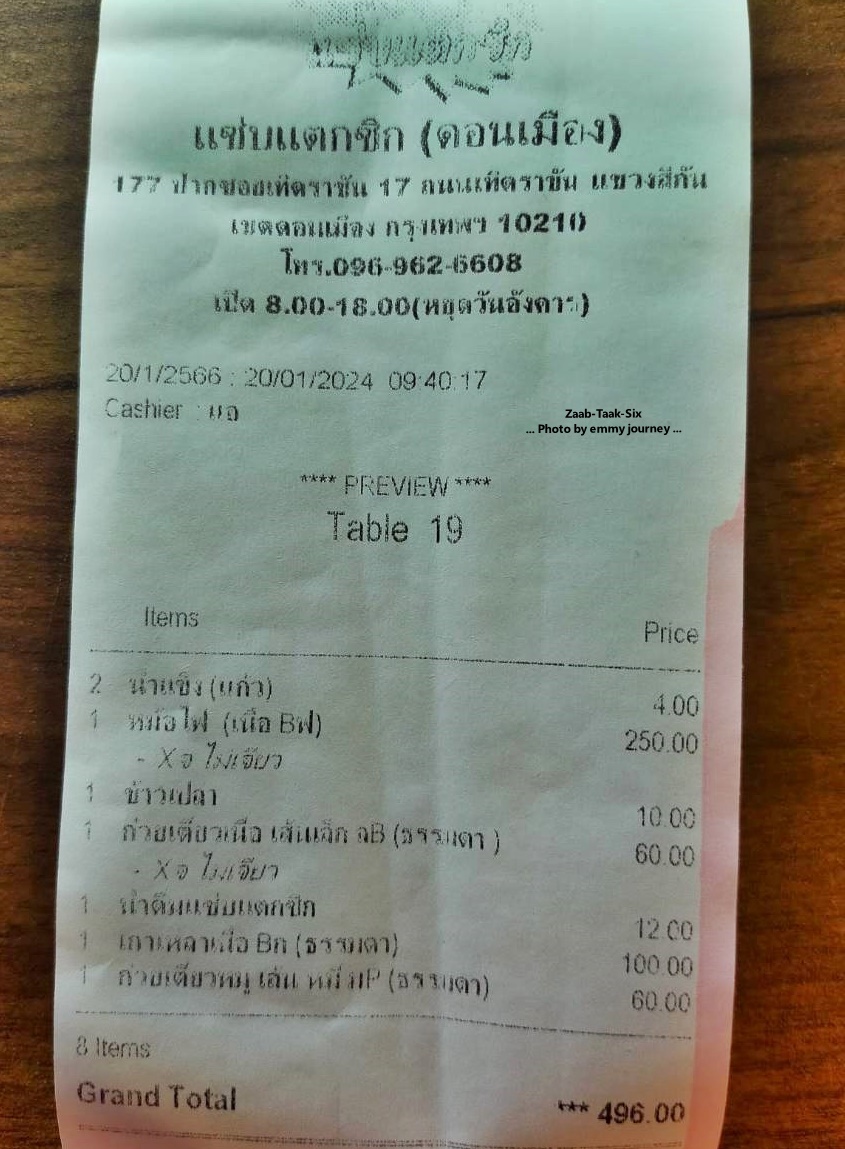 แซ่บแตกซิก (ดอนเมือง)
177 ปากซอยเทิดราชัน 17 ถนนเทิดราชัน แขวงสีกัน
เขตดอนเมือง กรุงเทพฯ 10210
โทร.096-962-6608
เปิด 8.00-18.00(หยุดวันอังคาร)
20/1/2566 : 20/01/2024 09:40:17
Cashier :
Zaab-Taak-Six
... Photo by emmy journey ...
**** PREVIEW ****
Table 19
Items Price
2 น้ำแข็ง (แก้ว) 4.00
1 หม้อไฟ (เนื้อ Bฟ) 250.00
- X จ ไม่เจียว
1 ข้าวเปล่า 10.00
1 ก๋วยเตี๋ยวเนื้อ เส้นเล็ก ลB (ธรรมดา ) 60.00
- X จ ไม่เจียว
1 น้ำดื่มแซ่บแตกซิก 12.00
1 เกาเหลาเนื้อ Bก (ธรรมดา) 100.00
1 ก๋วยเตี๋ยวหมู เส้น หมี่ มP (ธรรมดา) 60.00
8 Items
Grand Total *** 496.00